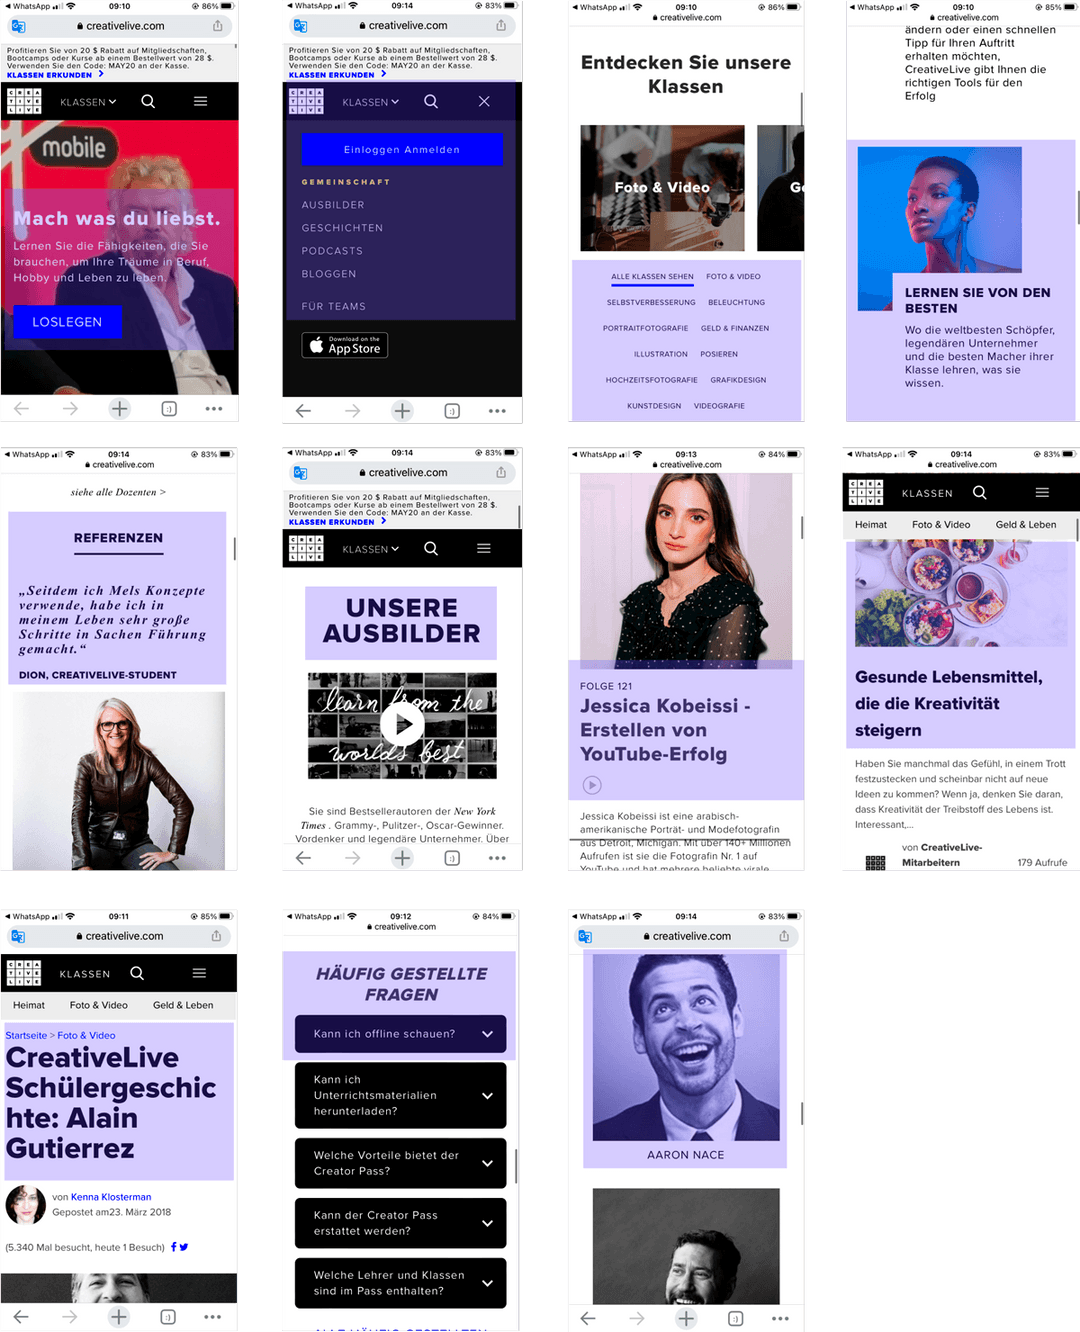 WhatsApp 09:10 86%
creativelive.com
Profitieren Sie von 20 $ Rabatt auf Mitgliedschaften,
Bootcamps oder Kurse ab einem Bestellwert von 28 $.
Verwenden Sie den Code: MAY20 an der Kasse.
KLASSEN ERKUNDEN >
CREATIVE LIVE
KLASSEN
mobile
Mach was du liebst.
Lernen Sie die Fähigkeiten, die Sie
brauchen, um Ihre Träume in Beruf,
Hobby und Leben zu leben.
LOSLEGEN
WhatsApp 09:14 83%
creativelive.com
Profitieren Sie von 20 $ Rabatt auf Mitgliedschaften,
Bootcamps oder Kurse ab einem Bestellwert von 28 $.
Verwenden Sie den Code: MAY20 an der Kasse.
KLASSEN ERKUNDEN >
CREATIVE LIVE
KLASSEN
Einloggen Anmelden
GEMEINSCHAFT
AUSBILDER
GESCHICHTEN
PODCASTS
BLOGGEN
FÜR TEAMS
Download on the
App Store
WhatsApp 09:10 86%
creativelive.com
Entdecken Sie unsere
Klassen
Foto & Video
G
ALLE KLASSEN SEHEN FOTO & VIDEO
SELBSTVERBESSERUNG BELEUCHTUNG
PORTRAITFOTOGRAFIE GELD & FINANZEN
ILLUSTRATION POSIEREN
HOCHZEITSFOTOGRAFIE GRAFIKDESIGN
KUNSTDESIGN VIDEOGRAFIE
WhatsApp 09:10 85%
creativelive.com
ändern oder einen schnellen
Tipp für Ihren Auftritt
erhalten möchten,
CreativeLive gibt Ihnen die
richtigen Tools für den
Erfolg
LERNEN SIE VON DEN
BESTEN
Wo die weltbesten Schöpfer,
legendären Unternehmer
und die besten Macher ihrer
Klasse lehren, was sie
wissen.
WhatsApp 09:14 83%
creativelive.com
siehe alle Dozenten >
REFERENZEN
„Seitdem ich Mels Konzepte
verwende, habe ich in
meinem Leben sehr große
Schritte in Sachen Führung
gemacht.“
DION, CREATIVELIVE-STUDENT
WhatsApp 09:14 83%
creativelive.com
Profitieren Sie von 20 $ Rabatt auf Mitgliedschaften,
Bootcamps oder Kurse ab einem Bestellwert von 28 $.
Verwenden Sie den Code: MAY20 an der Kasse.
KLASSEN ERKUNDEN >
CREATIVE LIVE
KLASSEN
UNSERE
AUSBILDER
learn from the
worlds best
Sie sind Bestsellerautoren der New York
Times . Grammy-, Pulitzer-, Oscar-Gewinner.
Vordenker und legendäre Unternehmer. Über
WhatsApp 09:13 84%
creativelive.com
FOLGE 121
Jessica Kobeissi -
Erstellen von
YouTube-Erfolg
Jessica Kobeissi ist eine arabisch-
amerikanische Porträt- und Modefotografin
aus Detroit, Michigan. Mit über 140+ Millionen
Aufrufen ist sie die Fotografin Nr. 1 auf
YouTube und hat mehrere beliebte virale
WhatsApp 09:14 83%
creativelive.com
CREATIVE LIVE
KLASSEN
Heimat Foto & Video Geld & Leben
Gesunde Lebensmittel,
die die Kreativität
steigern
Haben Sie manchmal das Gefühl, in einem Trott
festzustecken und scheinbar nicht auf neue
Ideen zu kommen? Wenn ja, denken Sie daran,
dass Kreativität der Treibstoff des Lebens ist.
Interessant,...
von CreativeLive-
Mitarbeitern 179 Aufrufe
WhatsApp 09:11 85%
creativelive.com
CREATIVE LIVE
KLASSEN
Heimat Foto & Video Geld & Leben
Startseite > Foto & Video
CreativeLive
Schülergeschic
hte: Alain
Gutierrez
von Kenna Klosterman
Gepostet am23. März 2018
(5.340 Mal besucht, heute 1 Besuch)
WhatsApp 09:12 84%
creativelive.com
HÄUFIG GESTELLTE
FRAGEN
Kann ich offline schauen?
Kann ich
Unterrichtsmaterialien
herunterladen?
Welche Vorteile bietet der
Creator Pass?
Kann der Creator Pass
erstattet werden?
Welche Lehrer und Klassen
sind im Pass enthalten?
ALLE HÄUFIG GESTELLTEN
WhatsApp 09:14 83%
creativelive.com
AARON NACE